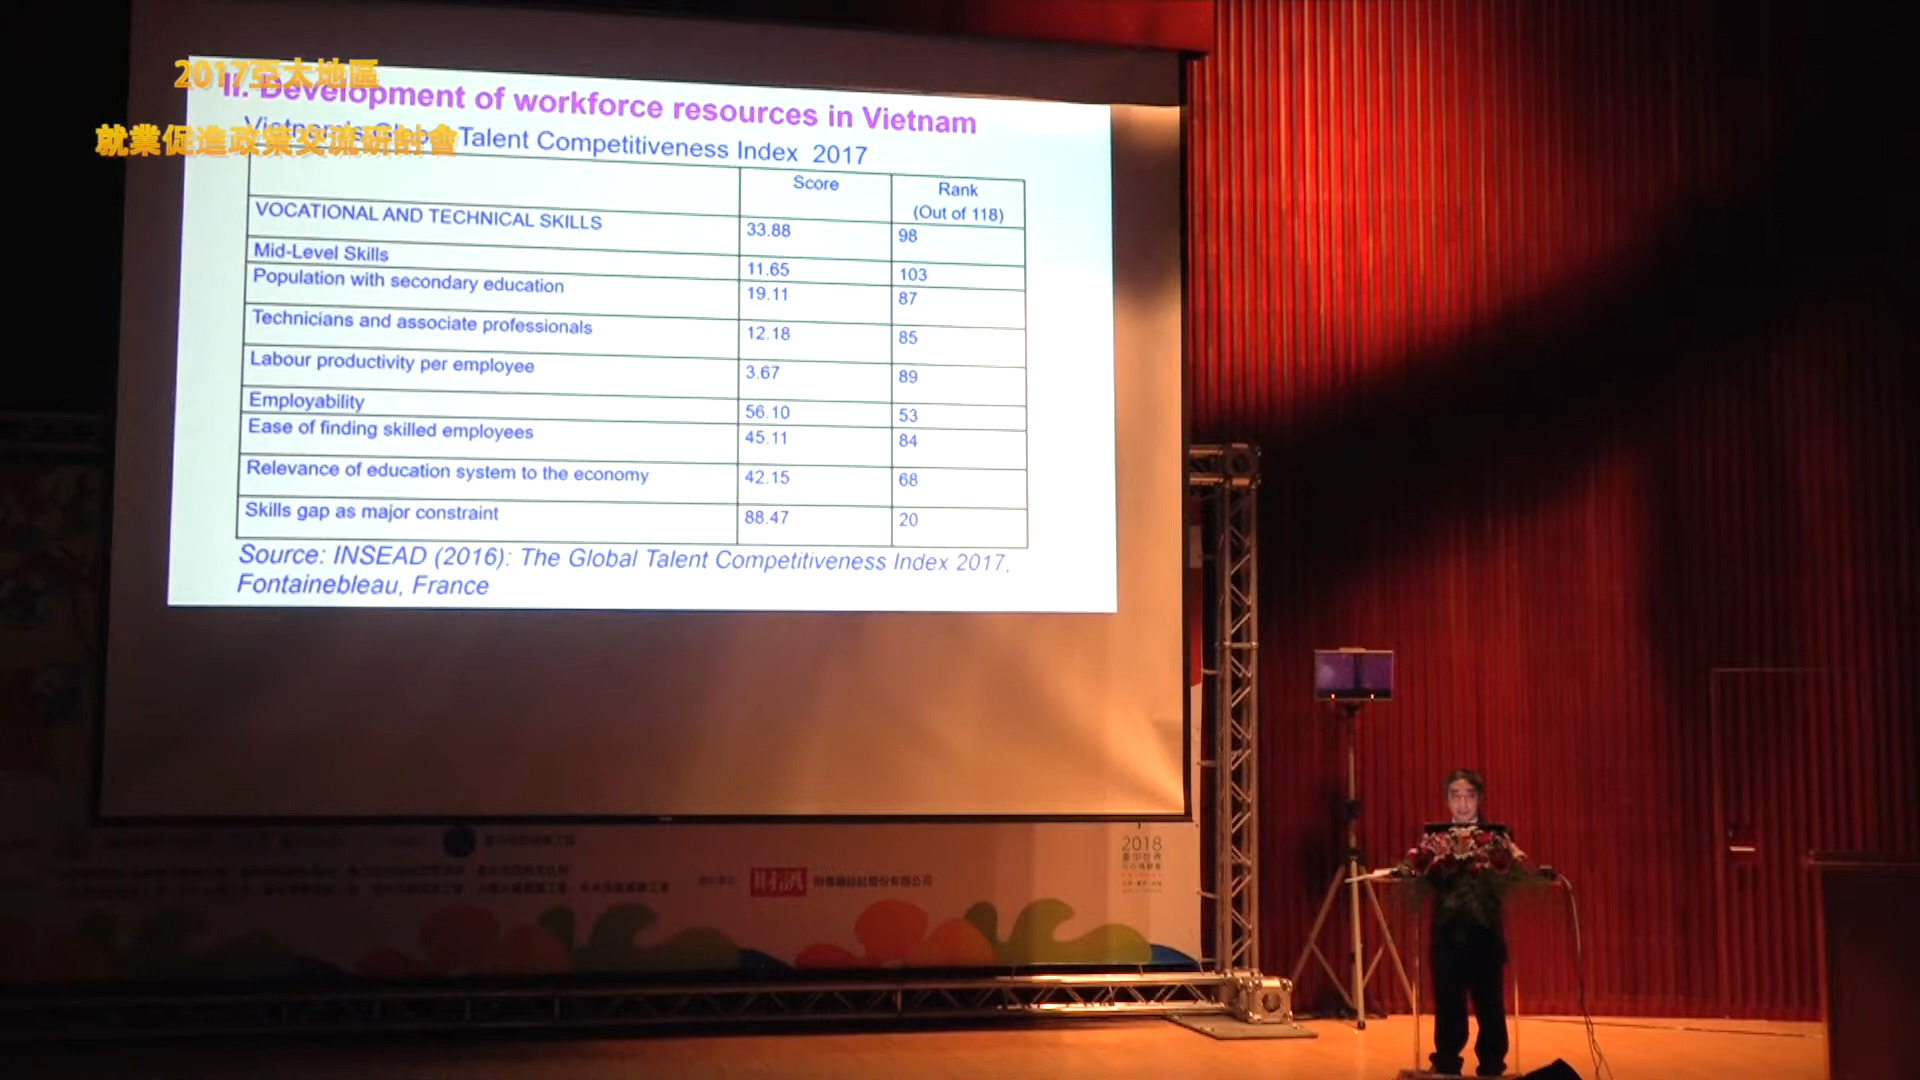 2017亞太地區
就業促進政策交流研討會
II. Development of workforce resources in Vietnam
Talent Competitiveness Index 2017
Score
Rank
(Out of 118)
VOCATIONAL AND TECHNICAL SKILLS 33.88 98
Mid-Level Skills 11.65 103
Population with secondary education 19.11 87
Technicians and associate professionals 12.18 85
Labour productivity per employee 3.67 89
Employability 56.10 53
Ease of finding skilled employees 45.11 84
Relevance of education system to the economy 42.15 68
Skills gap as major constraint 88.47 20
Source: INSEAD (2016): The Global Talent Competitiveness Index 2017,
Fontainebleau, France
2018